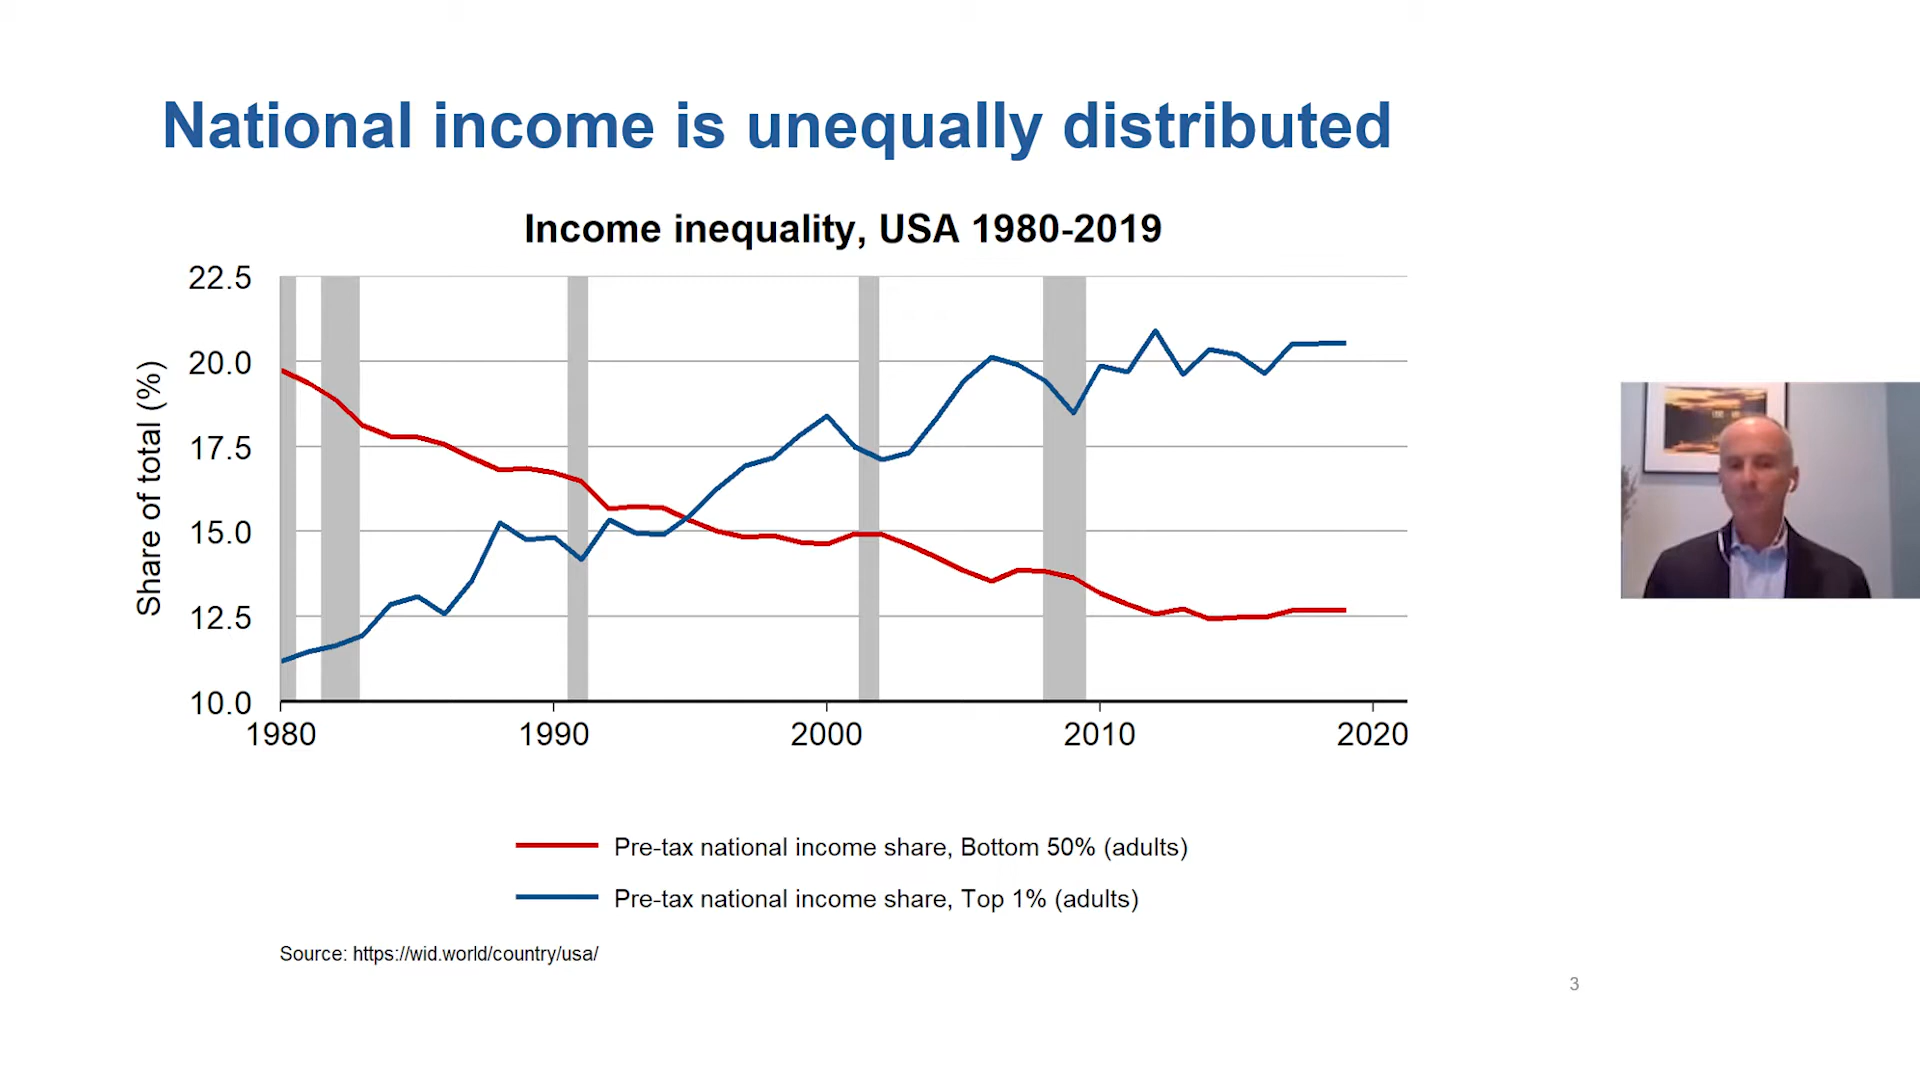 National income is unequally distributed
Income inequality, USA 1980-2019
Share of total (%)
22.5
20.0
17.5
15.0
12.5
10.0
1980 1990 2000 2010 2020
Pre-tax national income share, Bottom 50% (adults)
Pre-tax national income share, Top 1% (adults)
Source: https://wid.world/country/usa/
3